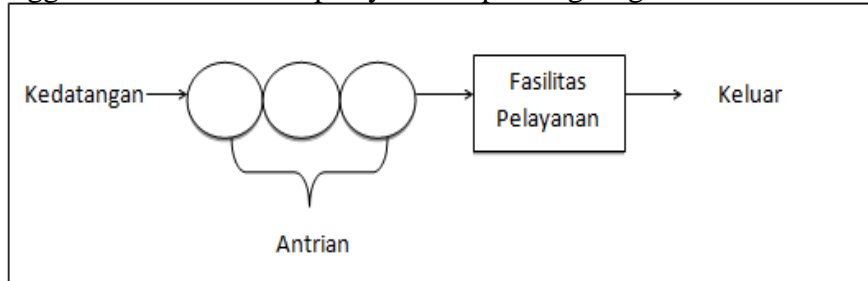 Kedatangan
Fasilitas
Pelayanan
Keluar
Antrian